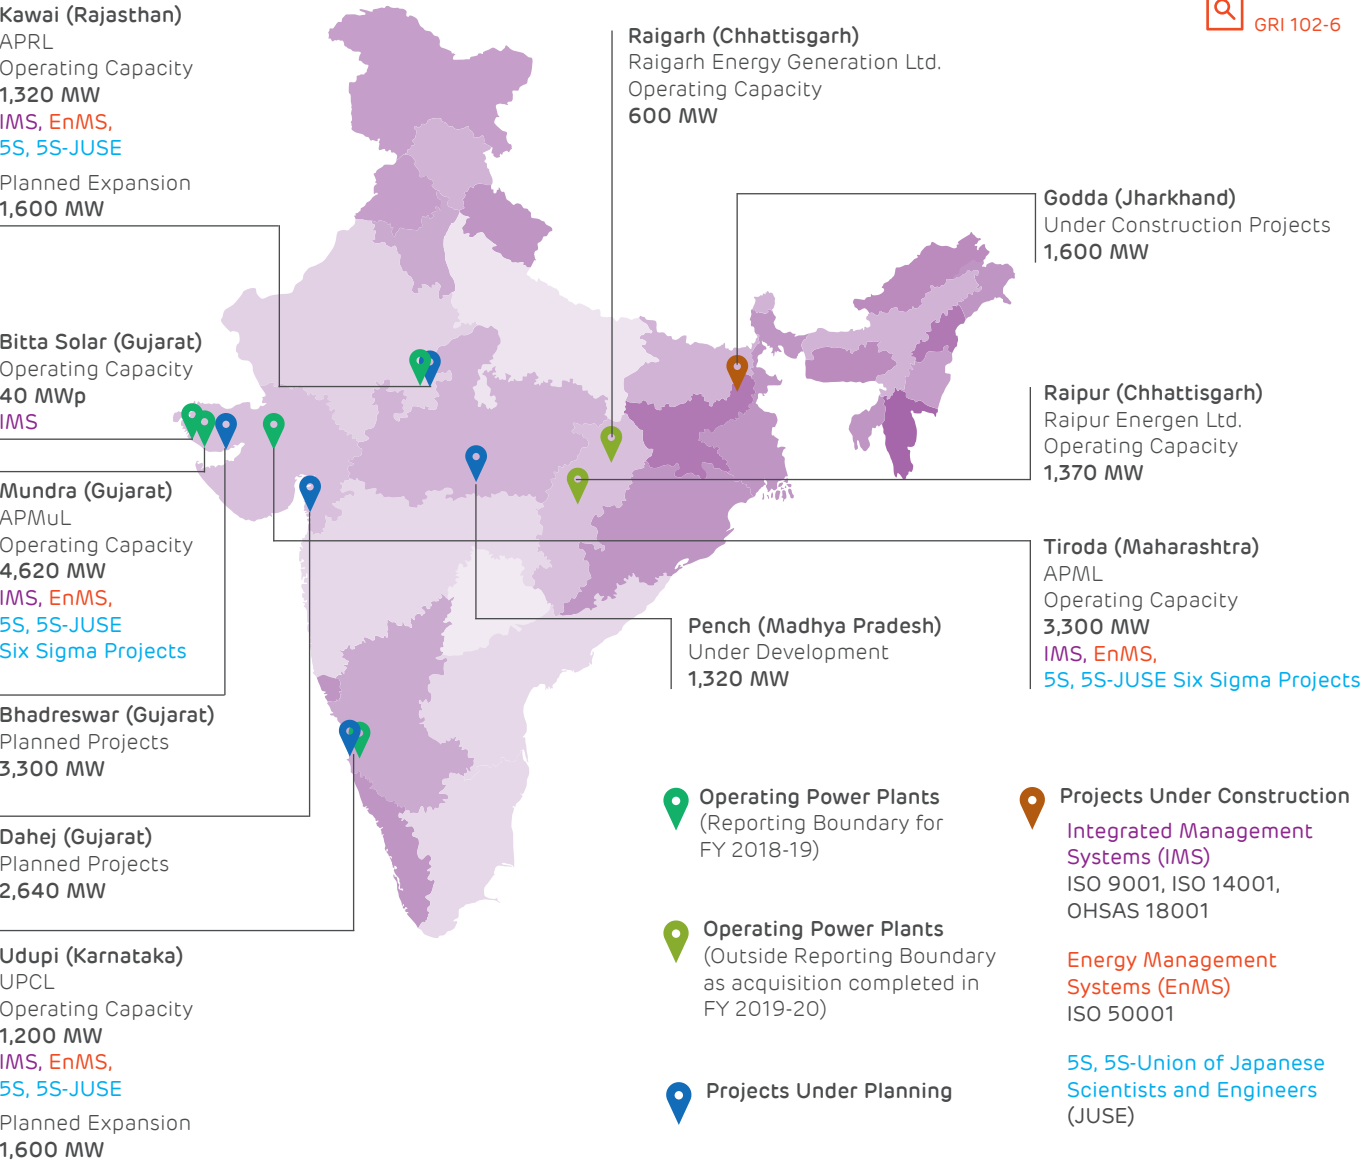 Kawai (Rajasthan)
APRL
Operating Capacity
1,320 MW
IMS, EnMS,
5S, 5S-JUSE
Planned Expansion
1,600 MW
Bitta Solar (Gujarat)
Operating Capacity
40 MWp
IMS
Mundra (Gujarat)
APMuL
Operating Capacity
4,620 MW
IMS, EnMS,
5S, 5S-JUSE
Six Sigma Projects
Bhadreswar (Gujarat)
Planned Projects
3,300 MW
Dahej (Gujarat)
Planned Projects
2,640 MW
Udupi (Karnataka)
UPCL
Operating Capacity
1,200 MW
IMS, EnMS,
5S, 5S-JUSE
Planned Expansion
1,600 MW
Raigarh (Chhattisgarh)
Raigarh Energy Generation Ltd.
Operating Capacity
600 MW
GRI 102-6
Godda (Jharkhand)
Under Construction Projects
1,600 MW
Raipur (Chhattisgarh)
Raipur Energen Ltd.
Operating Capacity
1,370 MW
Tiroda (Maharashtra)
APML
Operating Capacity
3,300 MW
IMS, EnMS,
5S, 5S-JUSE Six Sigma Projects
Pench (Madhya Pradesh)
Under Development
1,320 MW
Operating Power Plants
(Reporting Boundary for
FY 2018-19)
Operating Power Plants
(Outside Reporting Boundary
as acquisition completed in
FY 2019-20)
Projects Under Planning
Projects Under Construction
Integrated Management
Systems (IMS)
ISO 9001, ISO 14001,
OHSAS 18001
Energy Management
Systems (EnMS)
ISO 50001
5S, 5S-Union of Japanese
Scientists and Engineers
(JUSE)